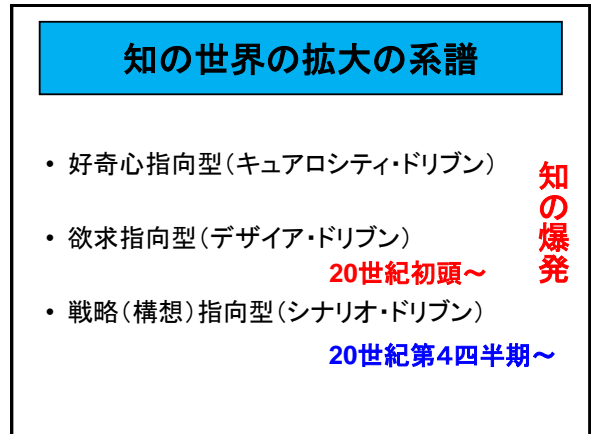 知の世界の拡大の系譜
• 好奇心指向型(キュアロシティ・ドリブン)
• 欲求指向型(デザイア・ドリブン)
20世紀初頭～
• 戦略(構想)指向型(シナリオ・ドリブン)
20世紀第4四半期～
知の爆発